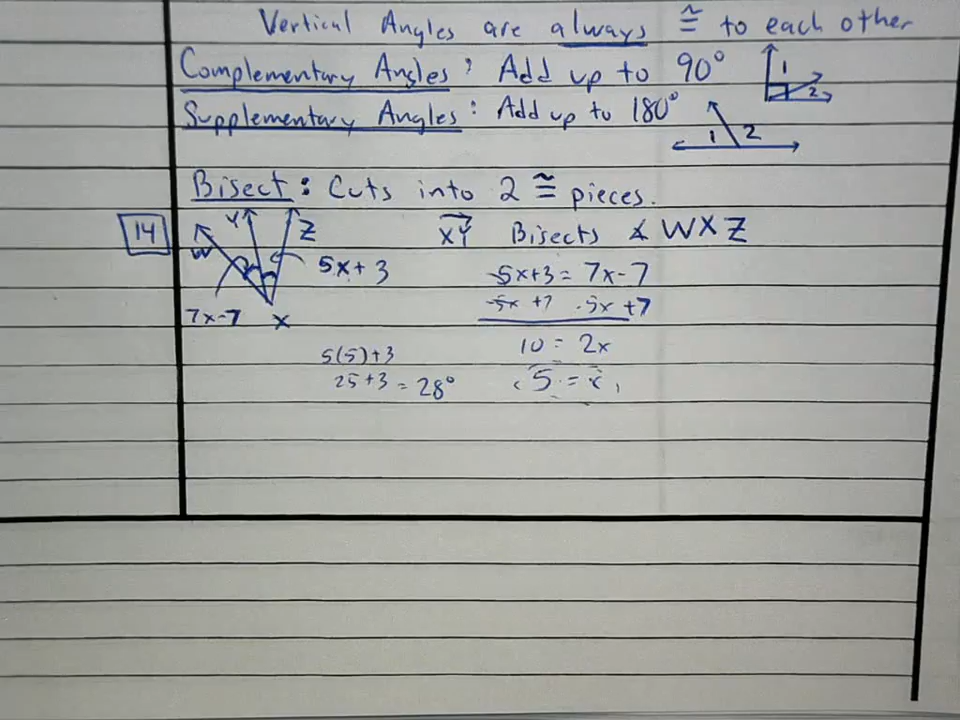 Vertical Angles are always ≅ to each other
Complementary Angles: Add up to 90° 1 2
Supplementary Angles: Add up to 180° 1 2
Bisect: Cuts into 2 ≅ pieces.
14 W Y Z XY Bisects ∡ WXZ
5x+3 5x+3 = 7x-7
7x-7 X -5x +7 -5x +7
5(5)+3 10 = 2x
25+3 = 28° 5 = x